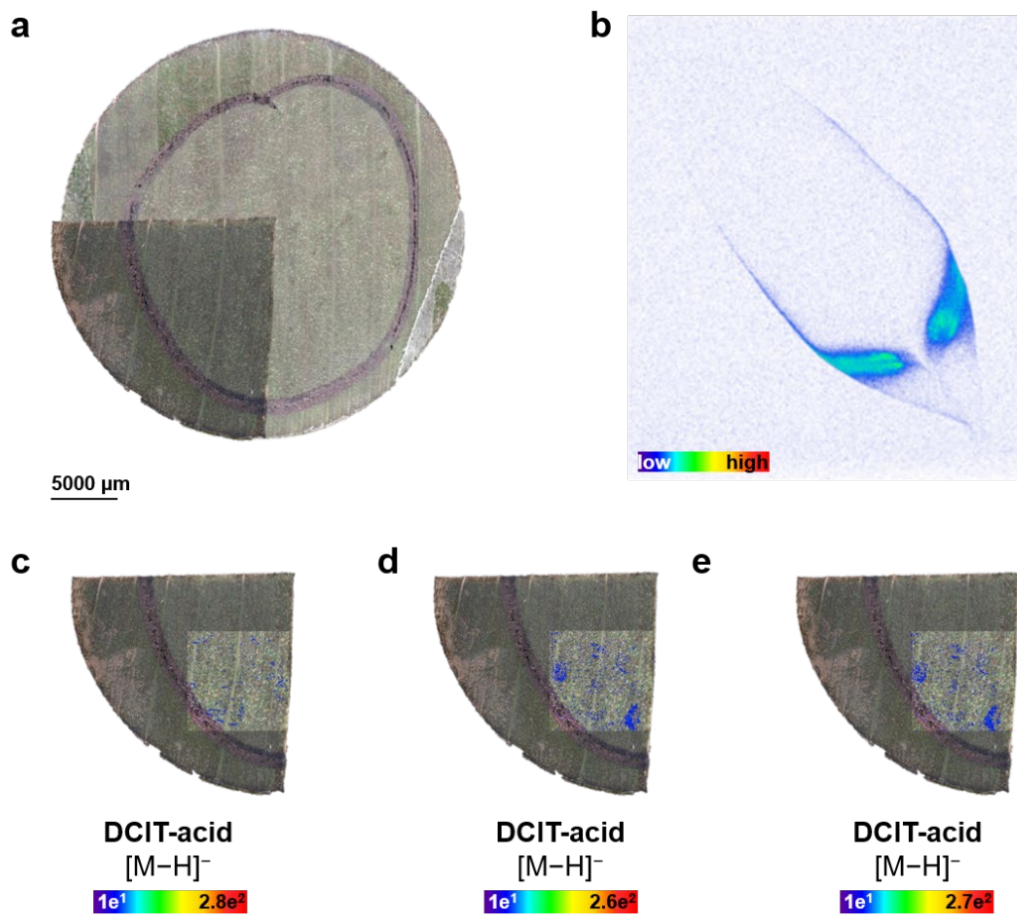 a
b
low high
5000 µm
c
d
e
DCIT-acid
[M–H]⁻
1e¹ 2.8e²
DCIT-acid
[M–H]⁻
1e¹ 2.6e²
DCIT-acid
[M–H]⁻
1e¹ 2.7e²